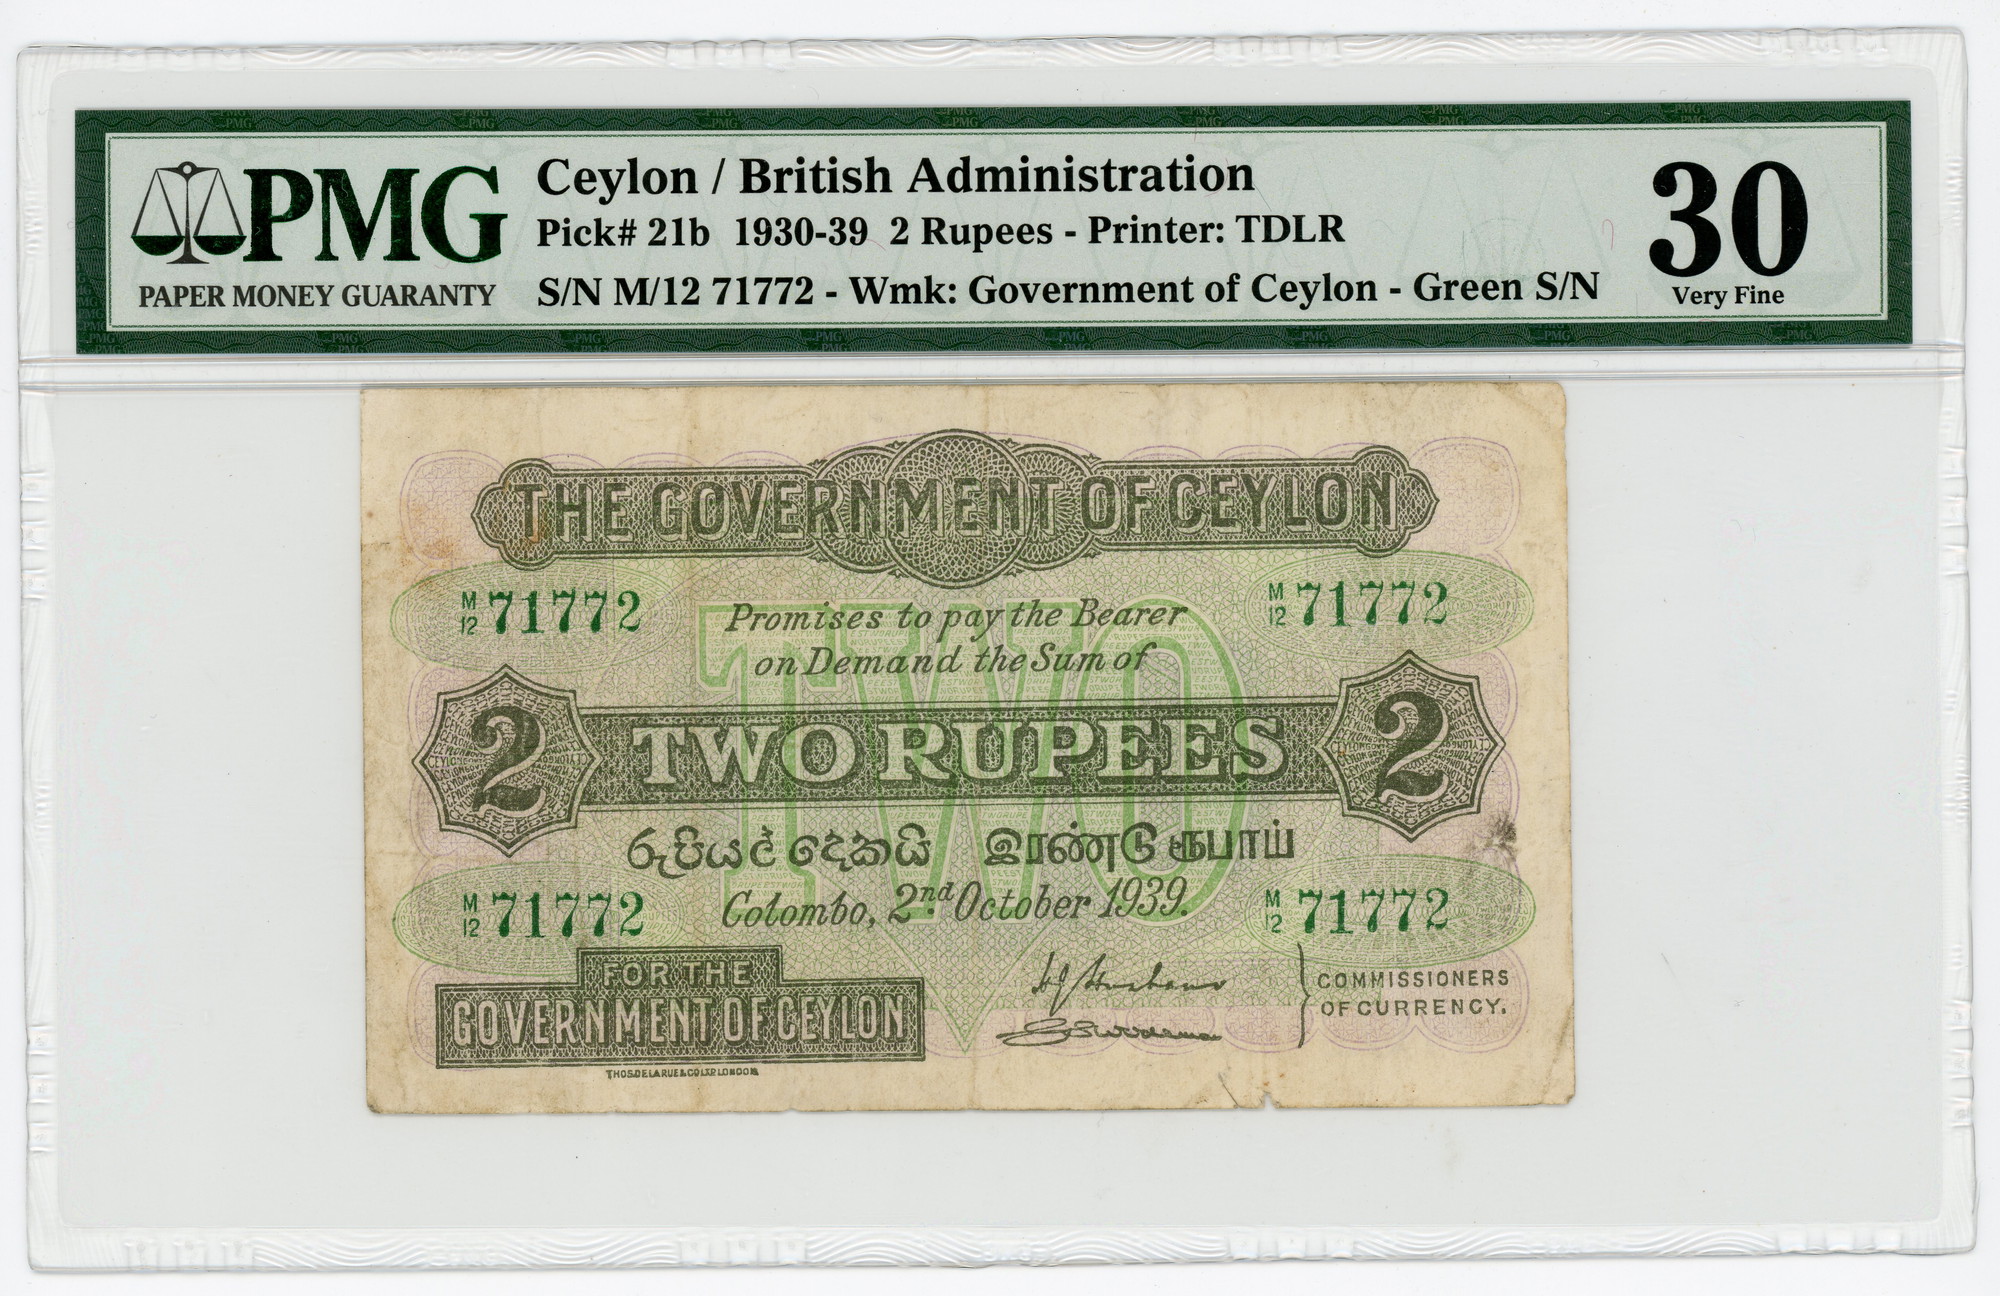 PMG
PAPER MONEY GUARANTY
Ceylon / British Administration
Pick# 21b 1930-39 2 Rupees - Printer: TDLR
S/N M/12 71772 - Wmk: Government of Ceylon - Green S/N
30
Very Fine
THE GOVERNMENT OF CEYLON
M/12 71772
M/12 71772
Promises to pay the Bearer
on Demand the Sum of
TWO
2 TWO RUPEES 2
රුපියල් දෙකයි இரண்டு ரூபாய்
Colombo, 2nd October 1939.
M/12 71772
M/12 71772
FOR THE
GOVERNMENT OF CEYLON
COMMISSIONERS
OF CURRENCY.
THOS DE LA RUE & CO LTD LONDON